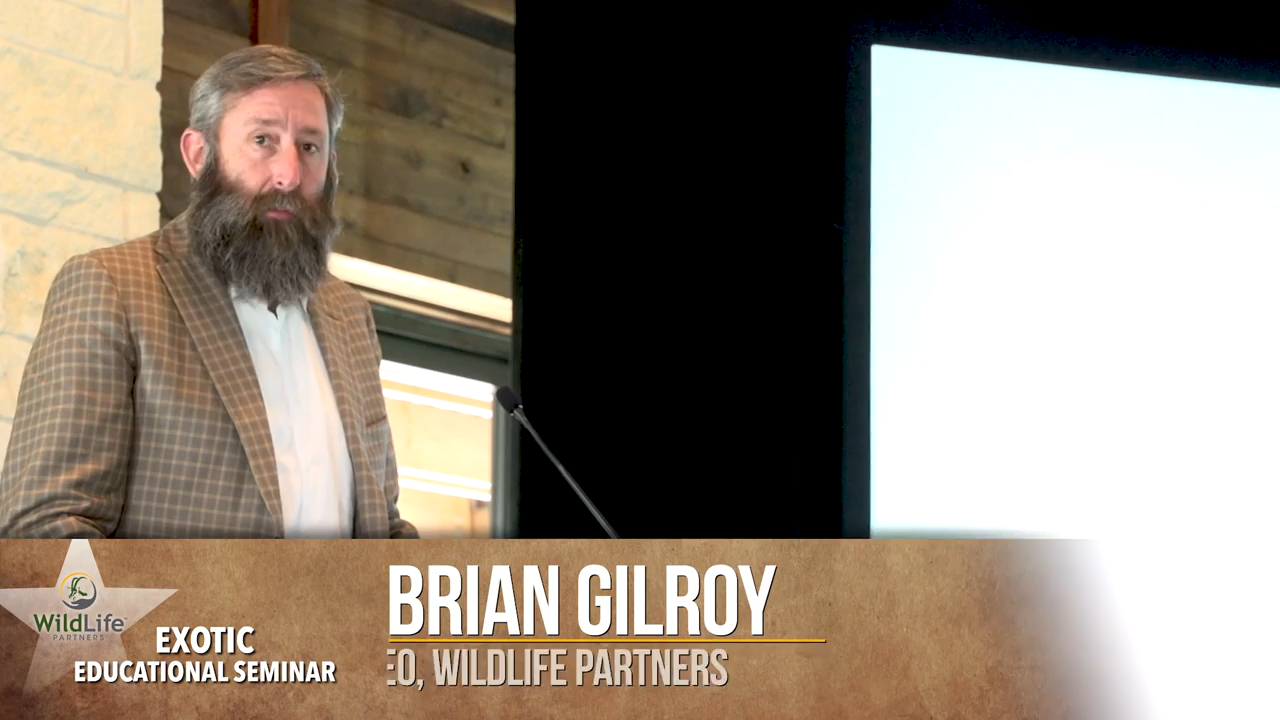 WildLife
PARTNERS
EXOTIC
EDUCATIONAL SEMINAR
BRIAN GILROY
EO, WILDLIFE PARTNERS